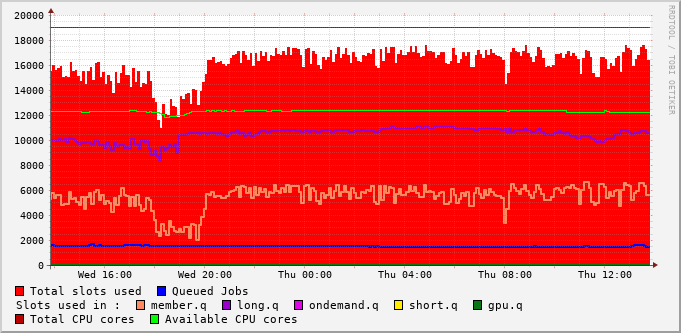 20000
18000
16000
14000
12000
10000
8000
6000
4000
2000
0
Wed 16:00 Wed 20:00 Thu 00:00 Thu 04:00 Thu 08:00 Thu 12:00
RRDTOOL / TOBI OETIKER
Total slots used Queued Jobs
Slots used in : member.q long.q ondemand.q short.q gpu.q
Total CPU cores Available CPU cores